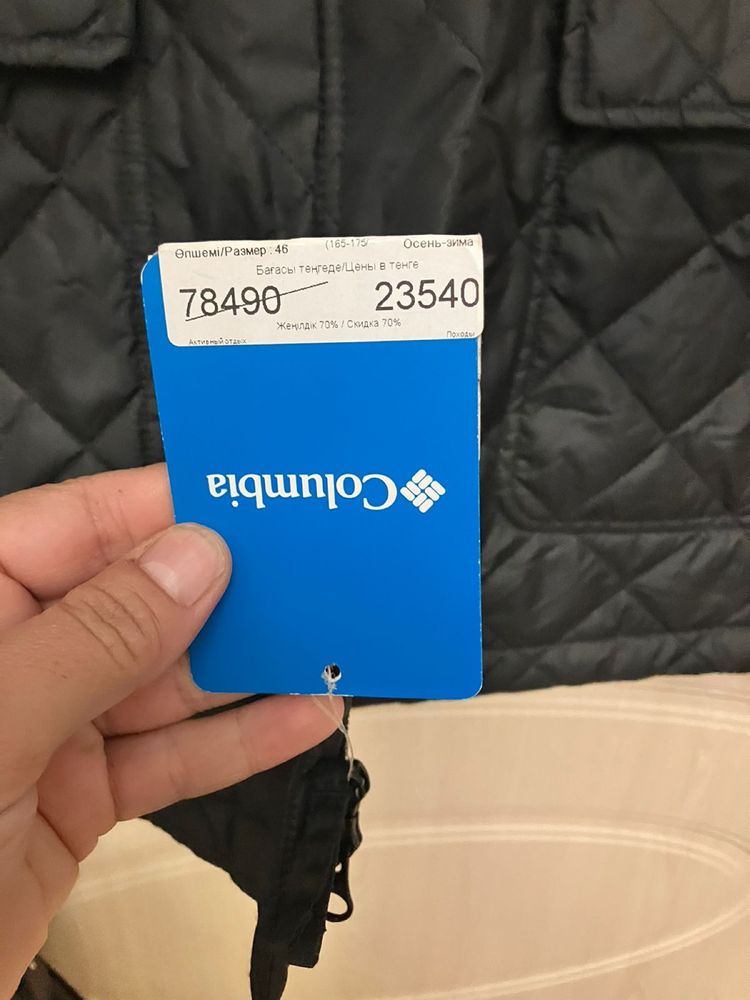 Өлшемі/Размер : 46 (165-175/ Осень-зима
Бағасы теңгеде/Цены в тенге
78490 23540
Жеңілдік 70% / Скидка 70%
Активный отдых Походы
Columbia